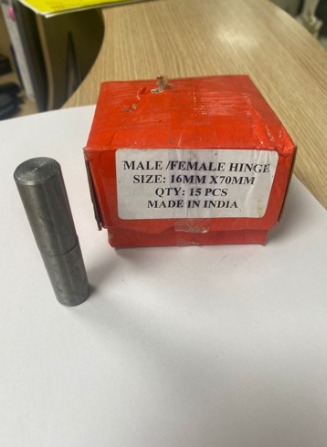 MALE /FEMALE HINGE
SIZE: 16MM X70MM
QTY: 15 PCS
MADE IN INDIA